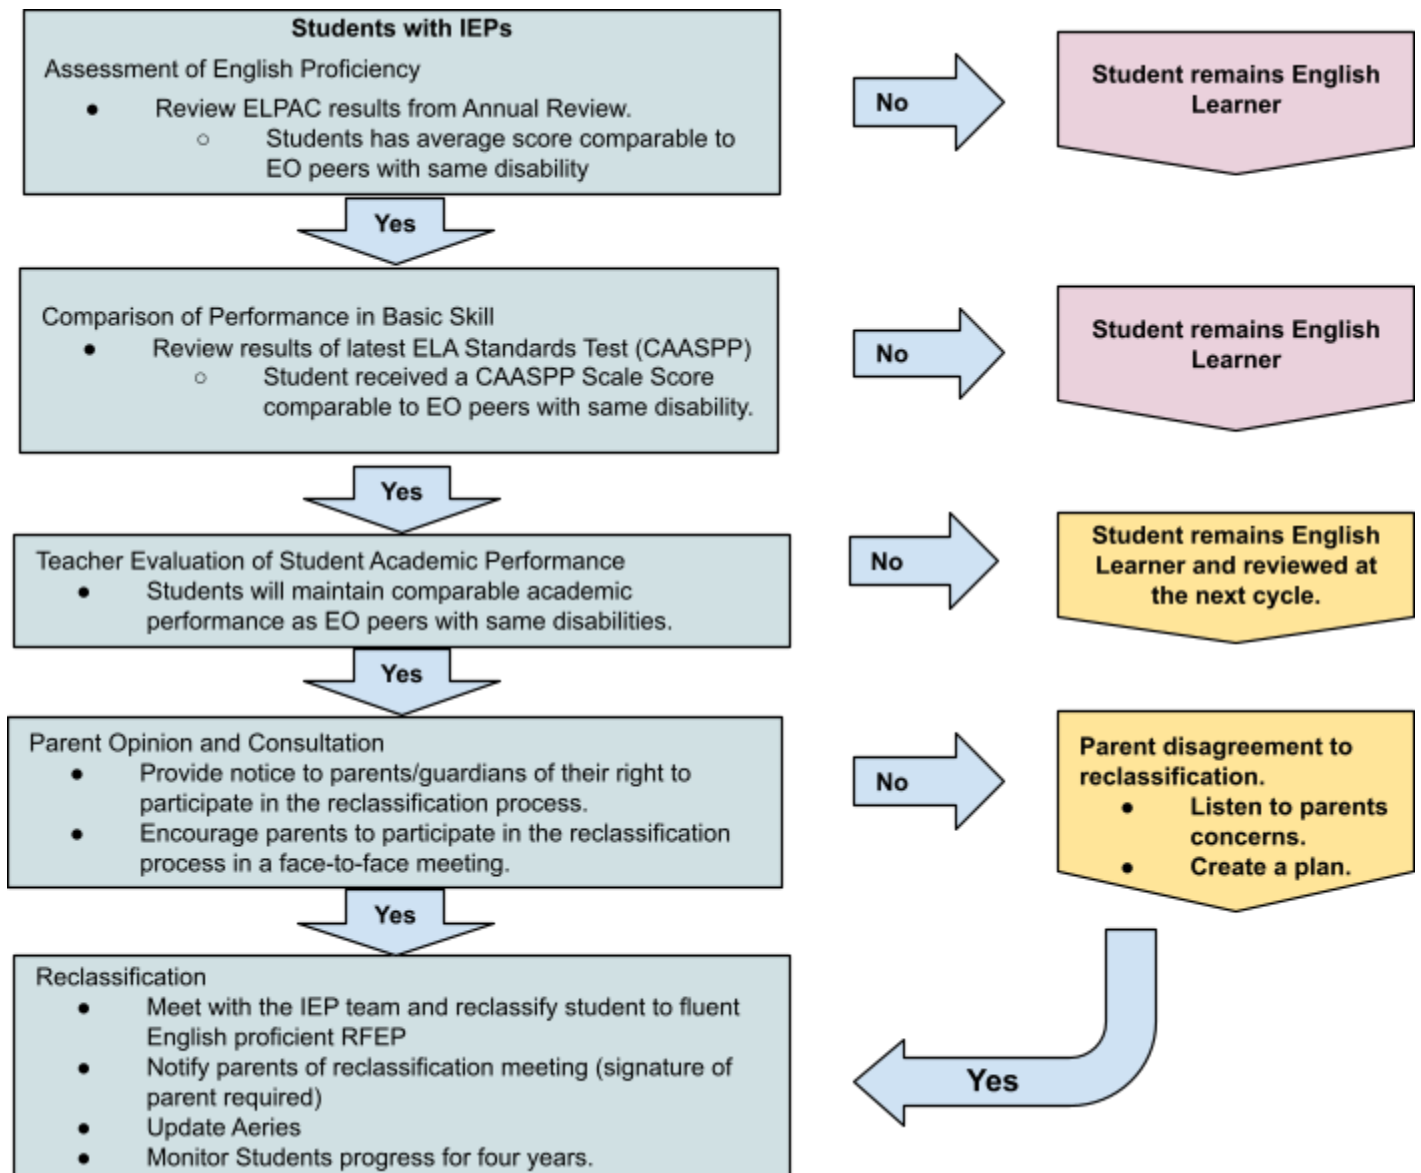 Students with IEPs
Assessment of English Proficiency
● Review ELPAC results from Annual Review.
○ Students has average score comparable to
EO peers with same disability
No
Student remains English
Learner
Yes
Comparison of Performance in Basic Skill
● Review results of latest ELA Standards Test (CAASPP)
○ Student received a CAASPP Scale Score
comparable to EO peers with same disability.
No
Student remains English
Learner
Yes
Teacher Evaluation of Student Academic Performance
● Students will maintain comparable academic
performance as EO peers with same disabilities.
No
Student remains English
Learner and reviewed at
the next cycle.
Yes
Parent Opinion and Consultation
● Provide notice to parents/guardians of their right to
participate in the reclassification process.
● Encourage parents to participate in the reclassification
process in a face-to-face meeting.
No
Parent disagreement to
reclassification.
● Listen to parents
concerns.
● Create a plan.
Yes
Reclassification
● Meet with the IEP team and reclassify student to fluent
English proficient RFEP
● Notify parents of reclassification meeting (signature of
parent required)
● Update Aeries
● Monitor Students progress for four years.
Yes